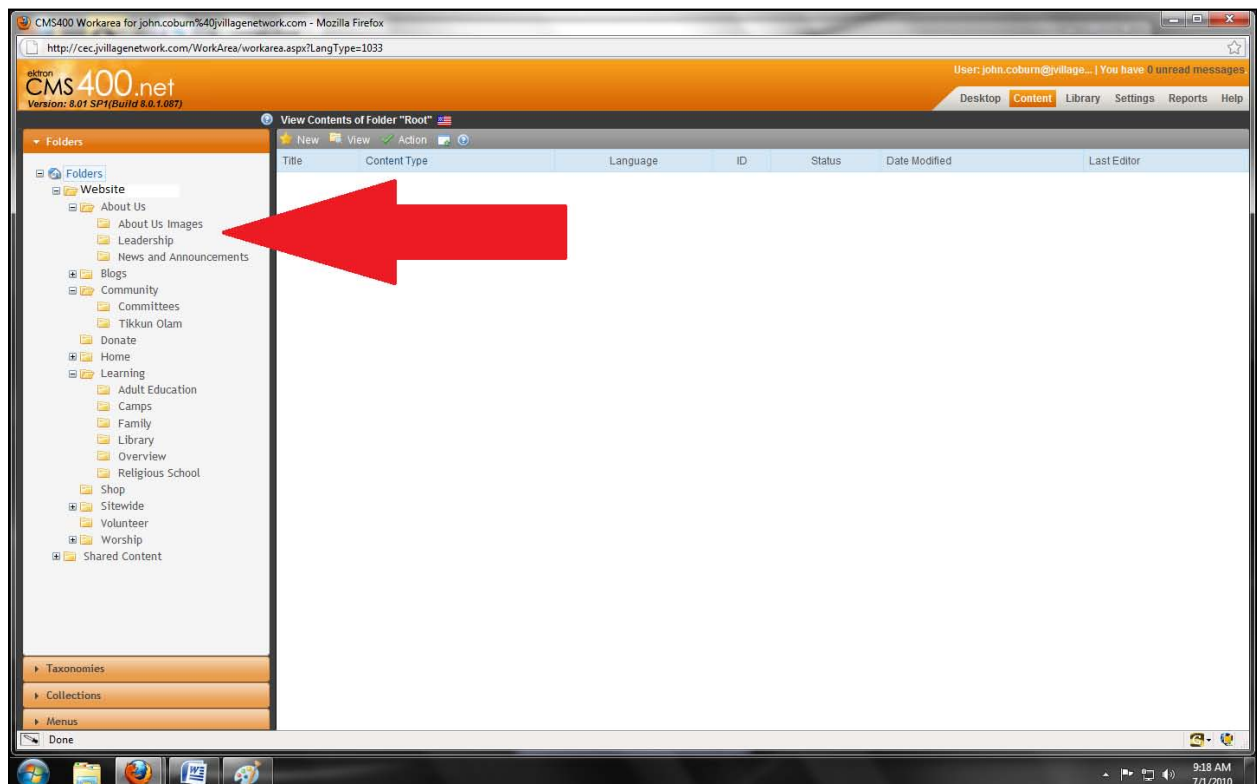 CMS400 Workarea for john.coburn%40jvillagenetwork.com - Mozilla Firefox
http://cec.jvillagenetwork.com/WorkArea/workarea.aspx?LangType=1033
ektron
CMS400.net
Version: 8.01 SP1(Build 8.0.1.087)
User: john.coburn@jvillage... | You have 0 unread messages
Desktop Content Library Settings Reports Help
View Contents of Folder "Root"
Folders
New View Action
Title Content Type Language ID Status Date Modified Last Editor
Folders
Website
About Us
About Us Images
Leadership
News and Announcements
Blogs
Community
Committees
Tikkun Olam
Donate
Home
Learning
Adult Education
Camps
Family
Library
Overview
Religious School
Shop
Sitewide
Volunteer
Worship
Shared Content
Taxonomies
Collections
Menus
Done
9:18 AM
7/1/2010